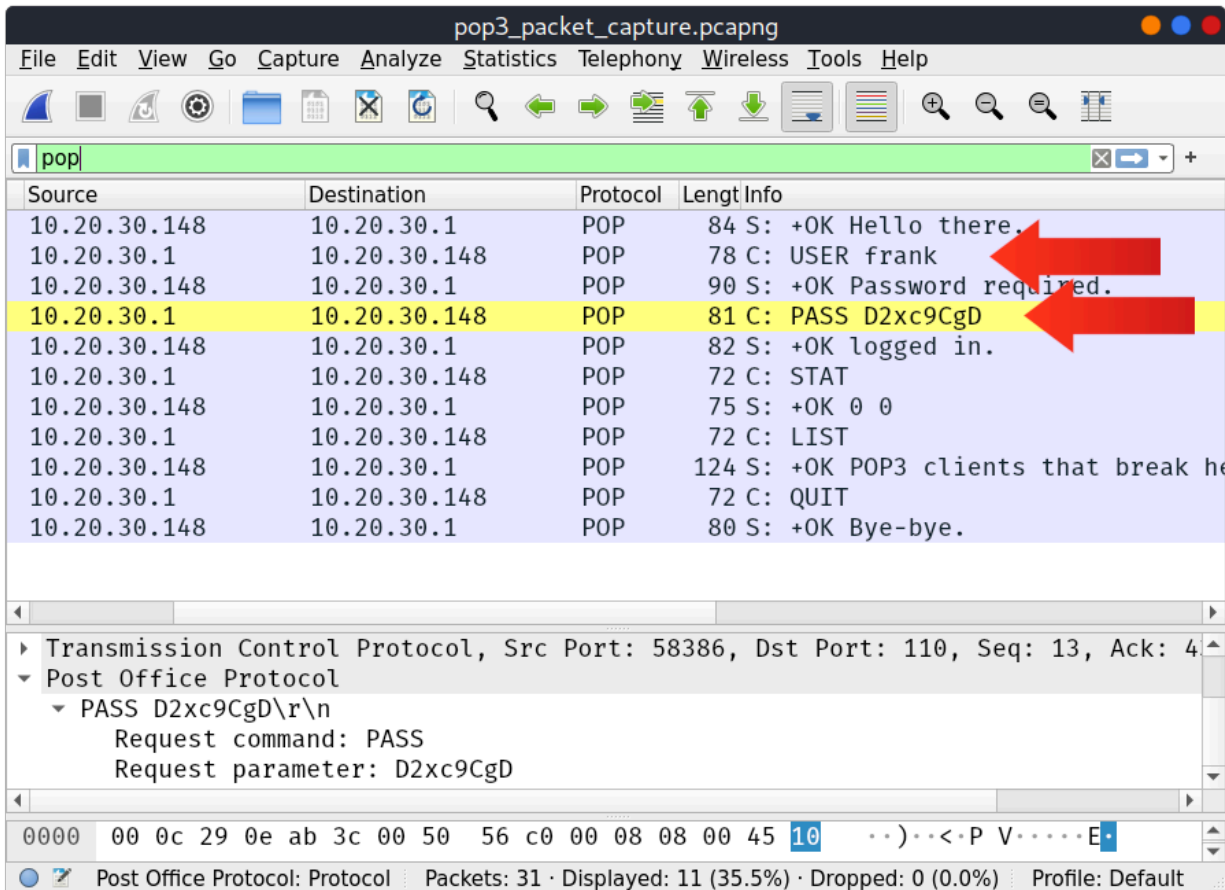 pop3_packet_capture.pcapng
File Edit View Go Capture Analyze Statistics Telephony Wireless Tools Help
pop
+
Source Destination Protocol Lengt Info
10.20.30.148 10.20.30.1 POP 84 S: +OK Hello there.
10.20.30.1 10.20.30.148 POP 78 C: USER frank
10.20.30.148 10.20.30.1 POP 90 S: +OK Password required.
10.20.30.1 10.20.30.148 POP 81 C: PASS D2xc9CgD
10.20.30.148 10.20.30.1 POP 82 S: +OK logged in.
10.20.30.1 10.20.30.148 POP 72 C: STAT
10.20.30.148 10.20.30.1 POP 75 S: +OK 0 0
10.20.30.1 10.20.30.148 POP 72 C: LIST
10.20.30.148 10.20.30.1 POP 124 S: +OK POP3 clients that break he
10.20.30.1 10.20.30.148 POP 72 C: QUIT
10.20.30.148 10.20.30.1 POP 80 S: +OK Bye-bye.
Transmission Control Protocol, Src Port: 58386, Dst Port: 110, Seq: 13, Ack:
Post Office Protocol
PASS D2xc9CgD\r\n
Request command: PASS
Request parameter: D2xc9CgD
0000 00 0c 29 0e ab 3c 00 50 56 c0 00 08 08 00 45 10 ··)··<·P V·····E·
Post Office Protocol: Protocol Packets: 31 · Displayed: 11 (35.5%) · Dropped: 0 (0.0%) Profile: Default